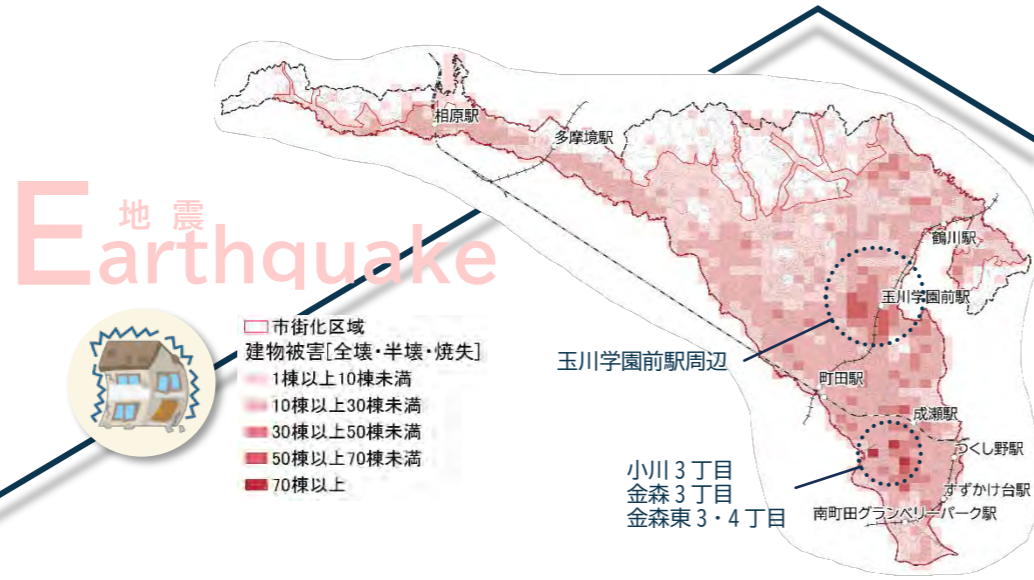 地震
Earthquake
市街化区域
建物被害[全壊・半壊・焼失]
1棟以上10棟未満
10棟以上30棟未満
30棟以上50棟未満
50棟以上70棟未満
70棟以上
相原駅
多摩境駅
鶴川駅
玉川学園前駅
玉川学園前駅周辺
町田駅
成瀬駅
つくし野駅
すずかけ台駅
南町田グランベリーパーク駅
小川3丁目
金森3丁目
金森東3・4丁目